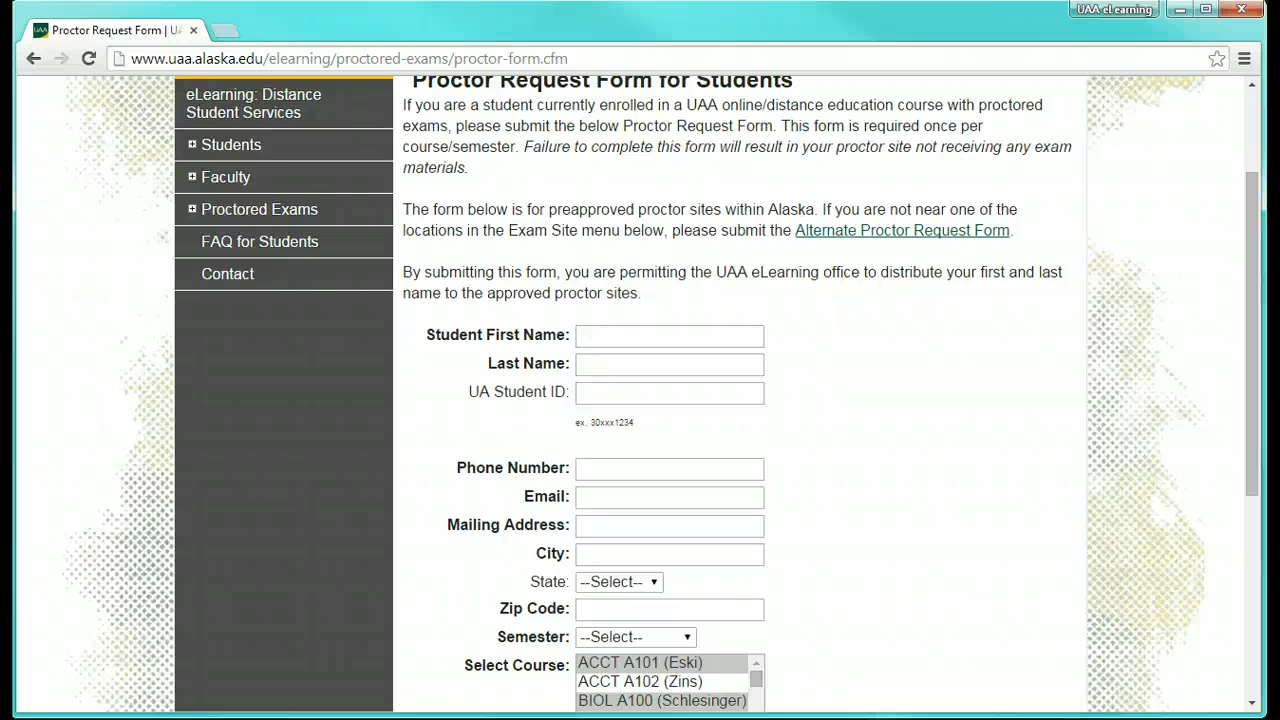 UAA eLearning
Proctor Request Form | UA
www.uaa.alaska.edu/elearning/proctored-exams/proctor-form.cfm
eLearning: Distance
Student Services
Students
Faculty
Proctored Exams
FAQ for Students
Contact
Proctor Request Form for Students
If you are a student currently enrolled in a UAA online/distance education course with proctored
exams, please submit the below Proctor Request Form. This form is required once per
course/semester. Failure to complete this form will result in your proctor site not receiving any exam
materials.
The form below is for preapproved proctor sites within Alaska. If you are not near one of the
locations in the Exam Site menu below, please submit the Alternate Proctor Request Form.
By submitting this form, you are permitting the UAA eLearning office to distribute your first and last
name to the approved proctor sites.
Student First Name:
Last Name:
UA Student ID:
ex. 30xxx1234
Phone Number:
Email:
Mailing Address:
City:
State: --Select--
Zip Code:
Semester: --Select--
Select Course: ACCT A101 (Eski)
ACCT A102 (Zins)
BIOL A100 (Schlesinger)